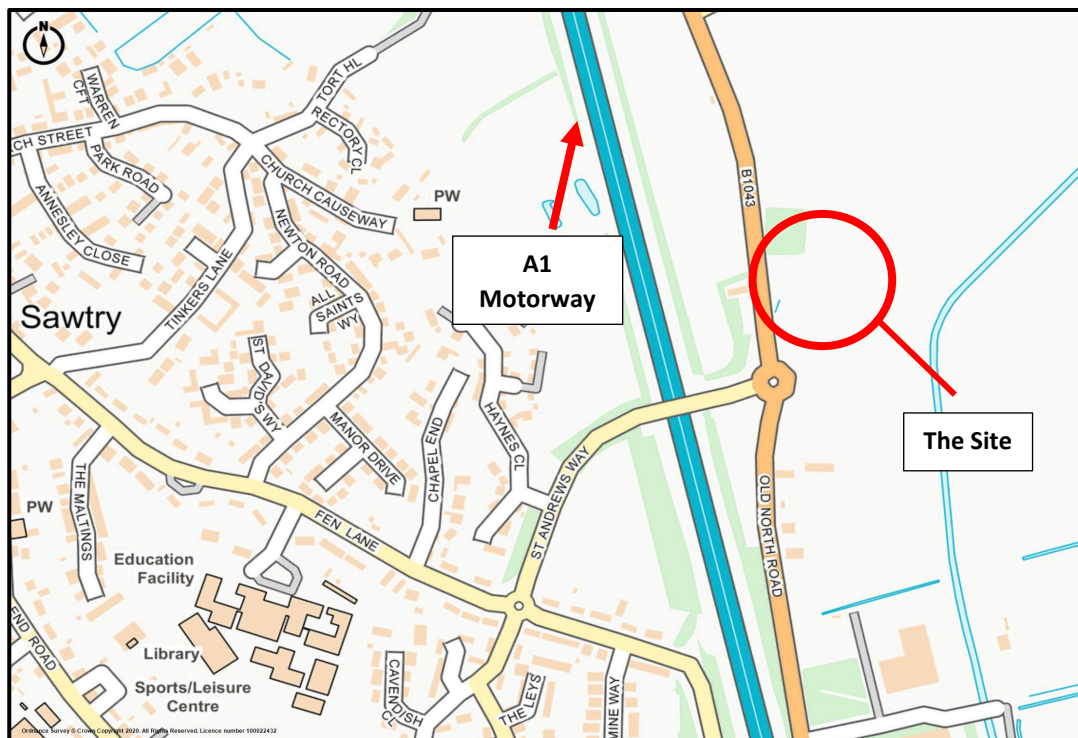 N
TORT HL
WARREN
CFT
RECTORY CL
CH STREET
PARK ROAD
CHURCH CAUSEWAY
PW
B1043
ANNESLEY CLOSE
NEWTON ROAD
TINKERS LANE
A1
Motorway
ALL
SAINTS
WY
Sawtry
ST DAVID'S WY
HAYNES CL
MANOR DRIVE
CHAPEL END
The Site
THE MALTINGS
ST ANDREWS WAY
OLD NORTH ROAD
PW
FEN LANE
Education
Facility
END ROAD
Library
Sports/Leisure
Centre
CAVENDISH
CL
THE LEYS
MINE WAY
Ordnance Survey © Crown Copyright 2020. All Rights Reserved. Licence number 100022432